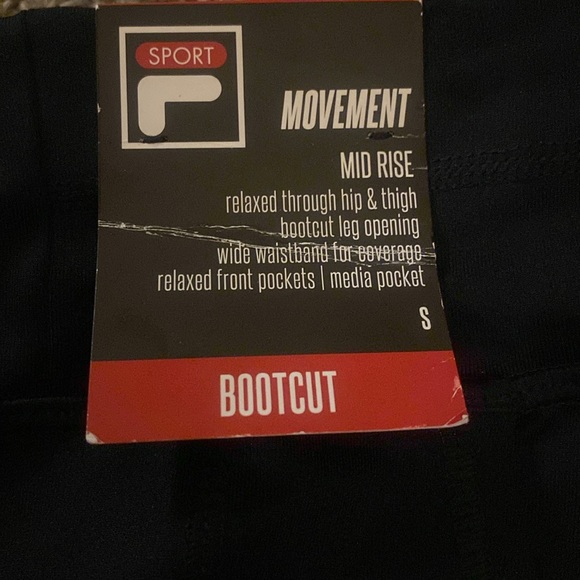 SPORT
MOVEMENT
MID RISE
relaxed through hip & thigh
bootcut leg opening
wide waistband for coverage
relaxed front pockets | media pocket
S
BOOTCUT